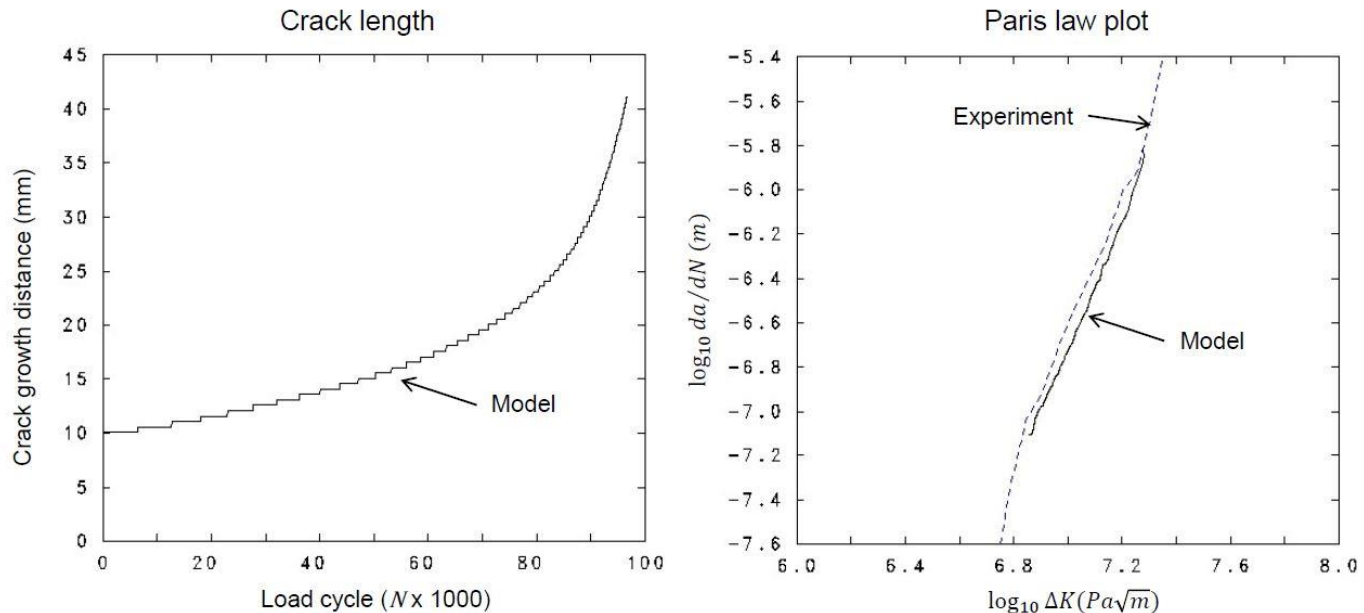 Crack length
45
40
35
30
25
20
15
10
5
0
Crack growth distance (mm)
Model
0 20 40 60 80 100
Load cycle (N x 1000)
Paris law plot
-5.4
-5.6
-5.8
-6.0
-6.2
-6.4
-6.6
-6.8
-7.0
-7.2
-7.4
-7.6
log₁₀ da/dN (m)
Experiment
Model
6.0 6.4 6.8 7.2 7.6 8.0
log₁₀ ΔK(Pa√m)